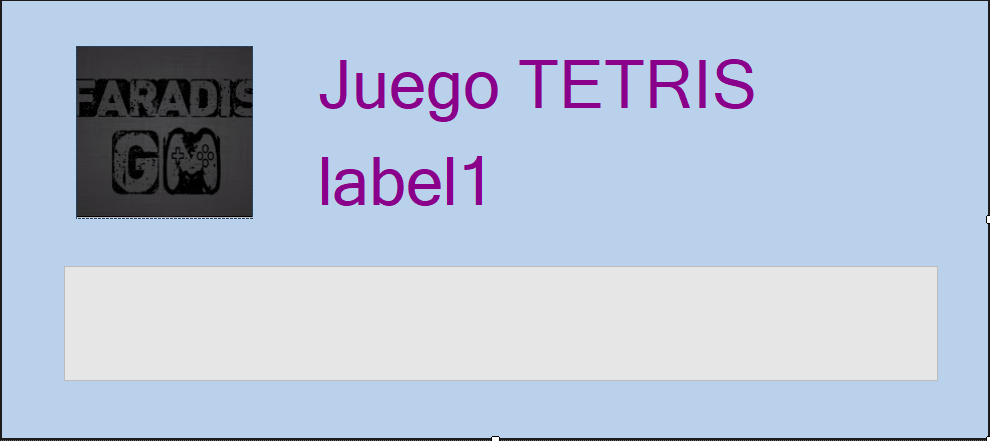 FARADIS
GM
Juego TETRIS
label1